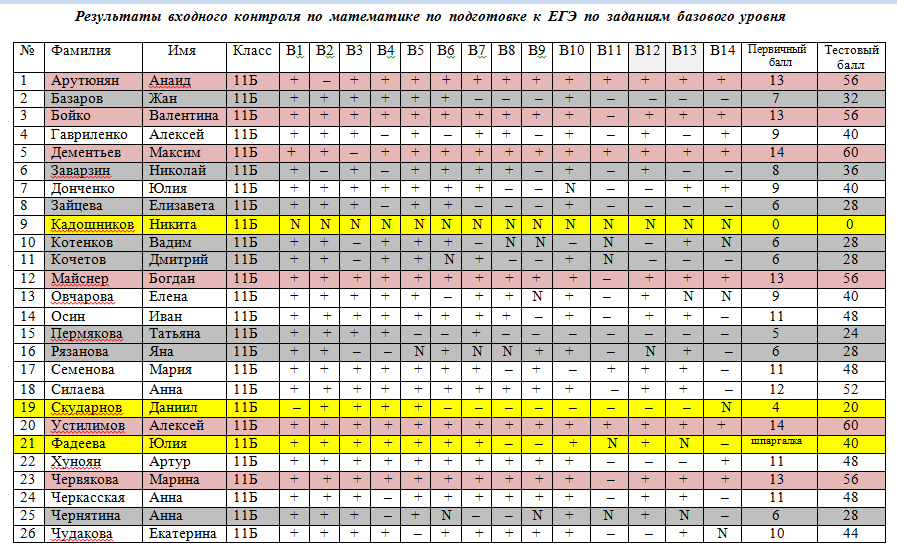 Результаты входного контроля по математике по подготовке к ЕГЭ по заданиям базового уровня
№ Фамилия Имя Класс В1 В2 В3 В4 В5 В6 В7 В8 В9 В10 В11 В12 В13 В14 Первичный балл Тестовый балл
1 Арутюнян Анаид 11Б + – + + + + + + + + + + + + 13 56
2 Базаров Жан 11Б + + + + + + – – – + – – – – 7 32
3 Бойко Валентина 11Б + + + + + + + + + + – + + + 13 56
4 Гавриленко Алексей 11Б + + + – + – + + – + – + – + 9 40
5 Дементьев Максим 11Б + + – + + + + + + + + + + + 14 60
6 Заварзин Николай 11Б + – + – + + + + – + – + – – 8 36
7 Донченко Юлия 11Б + + + + + + + – – N – – + + 9 40
8 Зайцева Елизавета 11Б + + + – + + – – – + – – – – 6 28
9 Кадошников Никита 11Б N N N N N N N N N N N N N N 0 0
10 Котенков Вадим 11Б + + – + + + – N N – N – + N 6 28
11 Кочетов Дмитрий 11Б + + – + + N + – – + N – – – 6 28
12 Майснер Богдан 11Б + + + + + + + + + + – + + + 13 56
13 Овчарова Елена 11Б + + + + + – + + N + – + N N 9 40
14 Осин Иван 11Б + + + + + + + + – + – + + – 11 48
15 Пермякова Татьяна 11Б + + + + – – + – – – – – – – 5 24
16 Рязанова Яна 11Б + + – – N + N N + + – N + – 6 28
17 Семенова Мария 11Б + + + + + + + – + – + + + – 11 48
18 Силаева Анна 11Б + + + + + + + + + + – + + – 12 52
19 Скударнов Даниил 11Б – + + + + – – – – – – – – N 4 20
20 Устилимов Алексей 11Б + + + + + + + + + + + + + + 14 60
21 Фадеева Юлия 11Б + + + + + + + – – + N + N – шпаргалка 40
22 Хуноян Артур 11Б + + + + + + + + + + – – – + 11 48
23 Червякова Марина 11Б + + + + + + + + + + – + + + 13 56
24 Черкасская Анна 11Б + + + – + + + + + + – + + – 11 48
25 Чернятина Анна 11Б + + + – + N – – N + N + N – 6 28
26 Чудакова Екатерина 11Б + + + + – + + + + + – – + N 10 44